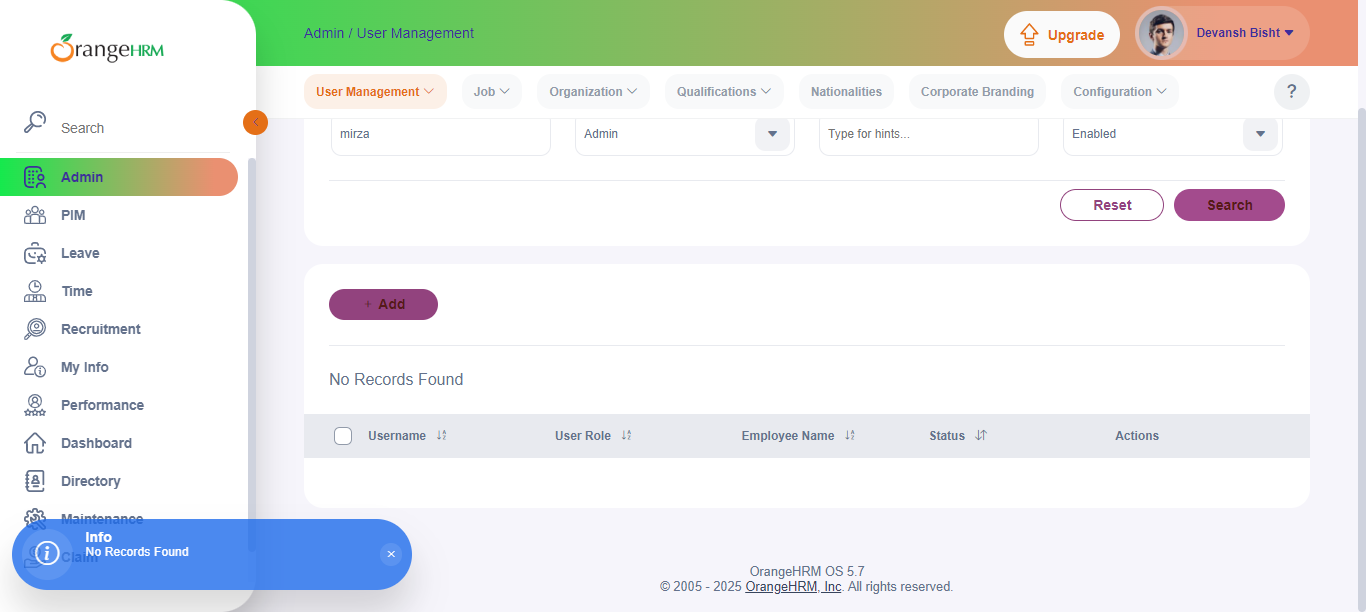 OrangeHRM
Admin / User Management
Upgrade
Devansh Bisht
User Management
Job
Organization
Qualifications
Nationalities
Corporate Branding
Configuration
?
Search
mirza
Admin
Type for hints...
Enabled
Reset
Search
Admin
PIM
Leave
Time
Recruitment
My Info
Performance
Dashboard
Directory
Maintenance
Claim
+ Add
No Records Found
Username
User Role
Employee Name
Status
Actions
Info
No Records Found
×
OrangeHRM OS 5.7
© 2005 - 2025 OrangeHRM, Inc. All rights reserved.